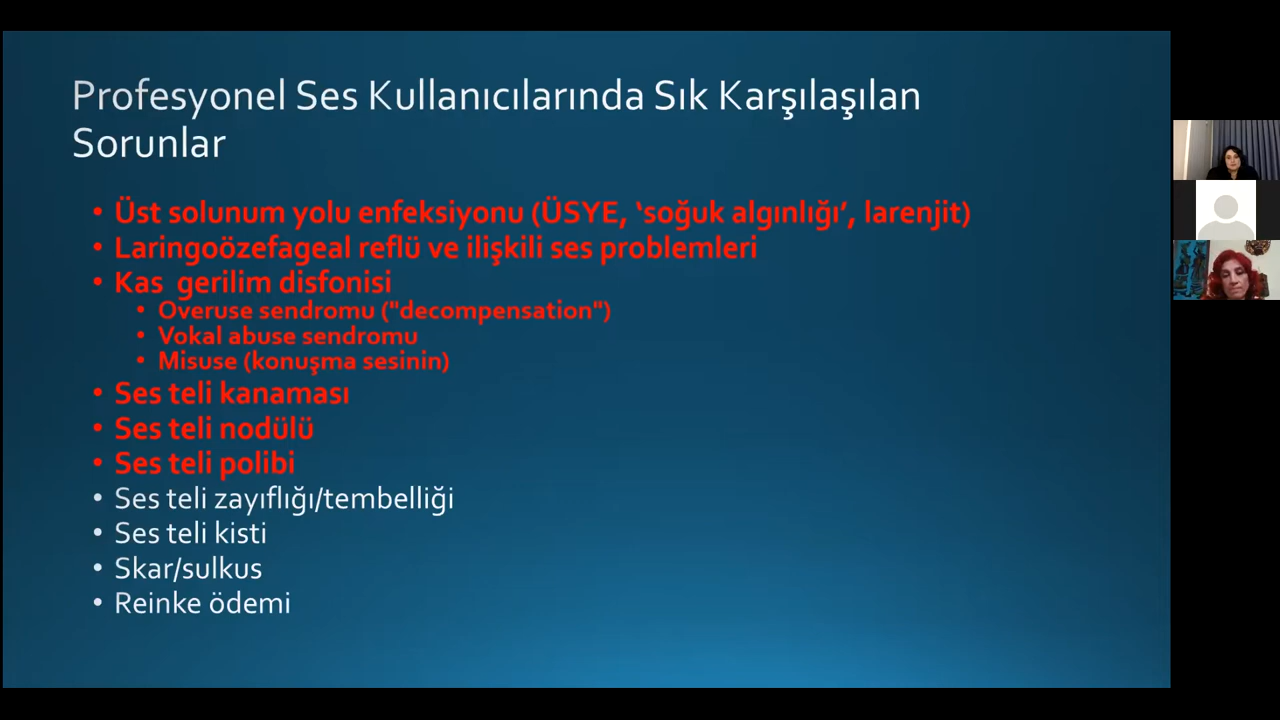 Profesyonel Ses Kullanıcılarında Sık Karşılaşılan
Sorunlar
• Üst solunum yolu enfeksiyonu (ÜSYE, ‘soğuk algınlığı’, larenjit)
• Laringoözefageal reflü ve ilişkili ses problemleri
• Kas gerilim disfonisi
• Overuse sendromu ("decompensation")
• Vokal abuse sendromu
• Misuse (konuşma sesinin)
• Ses teli kanaması
• Ses teli nodülü
• Ses teli polibi
• Ses teli zayıflığı/tembelliği
• Ses teli kisti
• Skar/sulkus
• Reinke ödemi